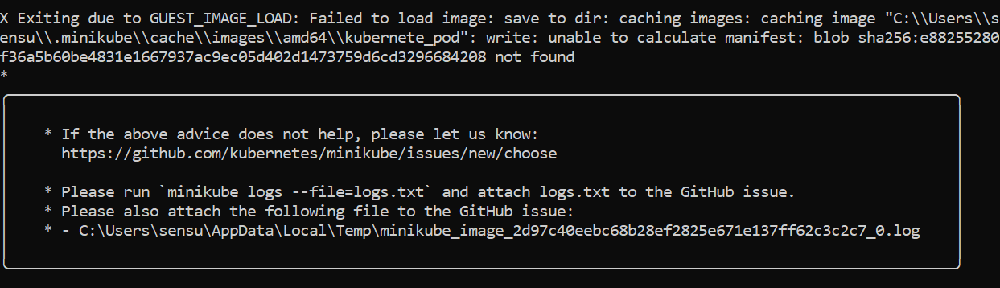 X Exiting due to GUEST_IMAGE_LOAD: Failed to load image: save to dir: caching images: caching image "C:\\Users\\s
ensu\\.minikube\\cache\\images\\amd64\\kubernete_pod": write: unable to calculate manifest: blob sha256:e88255280
f36a5b60be4831e1667937ac9ec05d402d1473759d6cd3296684208 not found
*
* If the above advice does not help, please let us know:
https://github.com/kubernetes/minikube/issues/new/choose
* Please run `minikube logs --file=logs.txt` and attach logs.txt to the GitHub issue.
* Please also attach the following file to the GitHub issue:
* - C:\Users\sensu\AppData\Local\Temp\minikube_image_2d97c40eebc68b28ef2825e671e137ff62c3c2c7_0.log